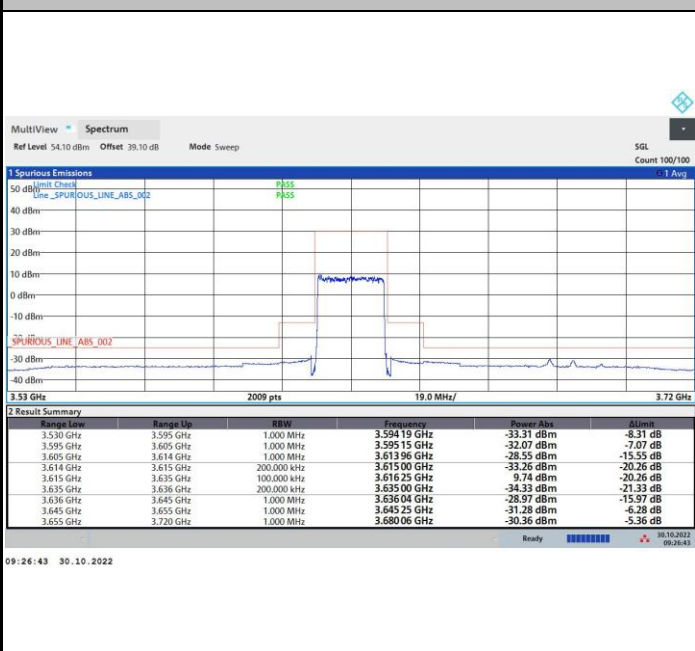 MultiView Spectrum
Ref Level 54.10 dBm Offset 39.10 dB Mode Sweep SGL
Count 100/100
1 Spurious Emissions 1 Avg
Limit Check PASS
Line _SPURIOUS_LINE_ABS_002 PASS
50 dBm
40 dBm
30 dBm
20 dBm
10 dBm
0 dBm
-10 dBm
SPURIOUS_LINE_ABS_002
-30 dBm
-40 dBm
3.53 GHz 2009 pts 19.0 MHz/ 3.72 GHz
2 Result Summary
Range Low Range Up RBW Frequency Power Abs ΔLimit
3.530 GHz 3.595 GHz 1.000 MHz 3.594 19 GHz -33.31 dBm -8.31 dB
3.595 GHz 3.605 GHz 1.000 MHz 3.595 15 GHz -32.07 dBm -7.07 dB
3.605 GHz 3.614 GHz 1.000 MHz 3.613 96 GHz -28.55 dBm -15.55 dB
3.614 GHz 3.615 GHz 200.000 kHz 3.615 00 GHz -33.26 dBm -20.26 dB
3.615 GHz 3.635 GHz 100.000 kHz 3.616 25 GHz 9.74 dBm -20.26 dB
3.635 GHz 3.636 GHz 200.000 kHz 3.635 00 GHz -34.33 dBm -21.33 dB
3.636 GHz 3.645 GHz 1.000 MHz 3.636 04 GHz -28.97 dBm -15.97 dB
3.645 GHz 3.655 GHz 1.000 MHz 3.645 25 GHz -31.28 dBm -6.28 dB
3.655 GHz 3.720 GHz 1.000 MHz 3.680 06 GHz -30.36 dBm -5.36 dB
Ready 30.10.2022
09:26:43
09:26:43 30.10.2022